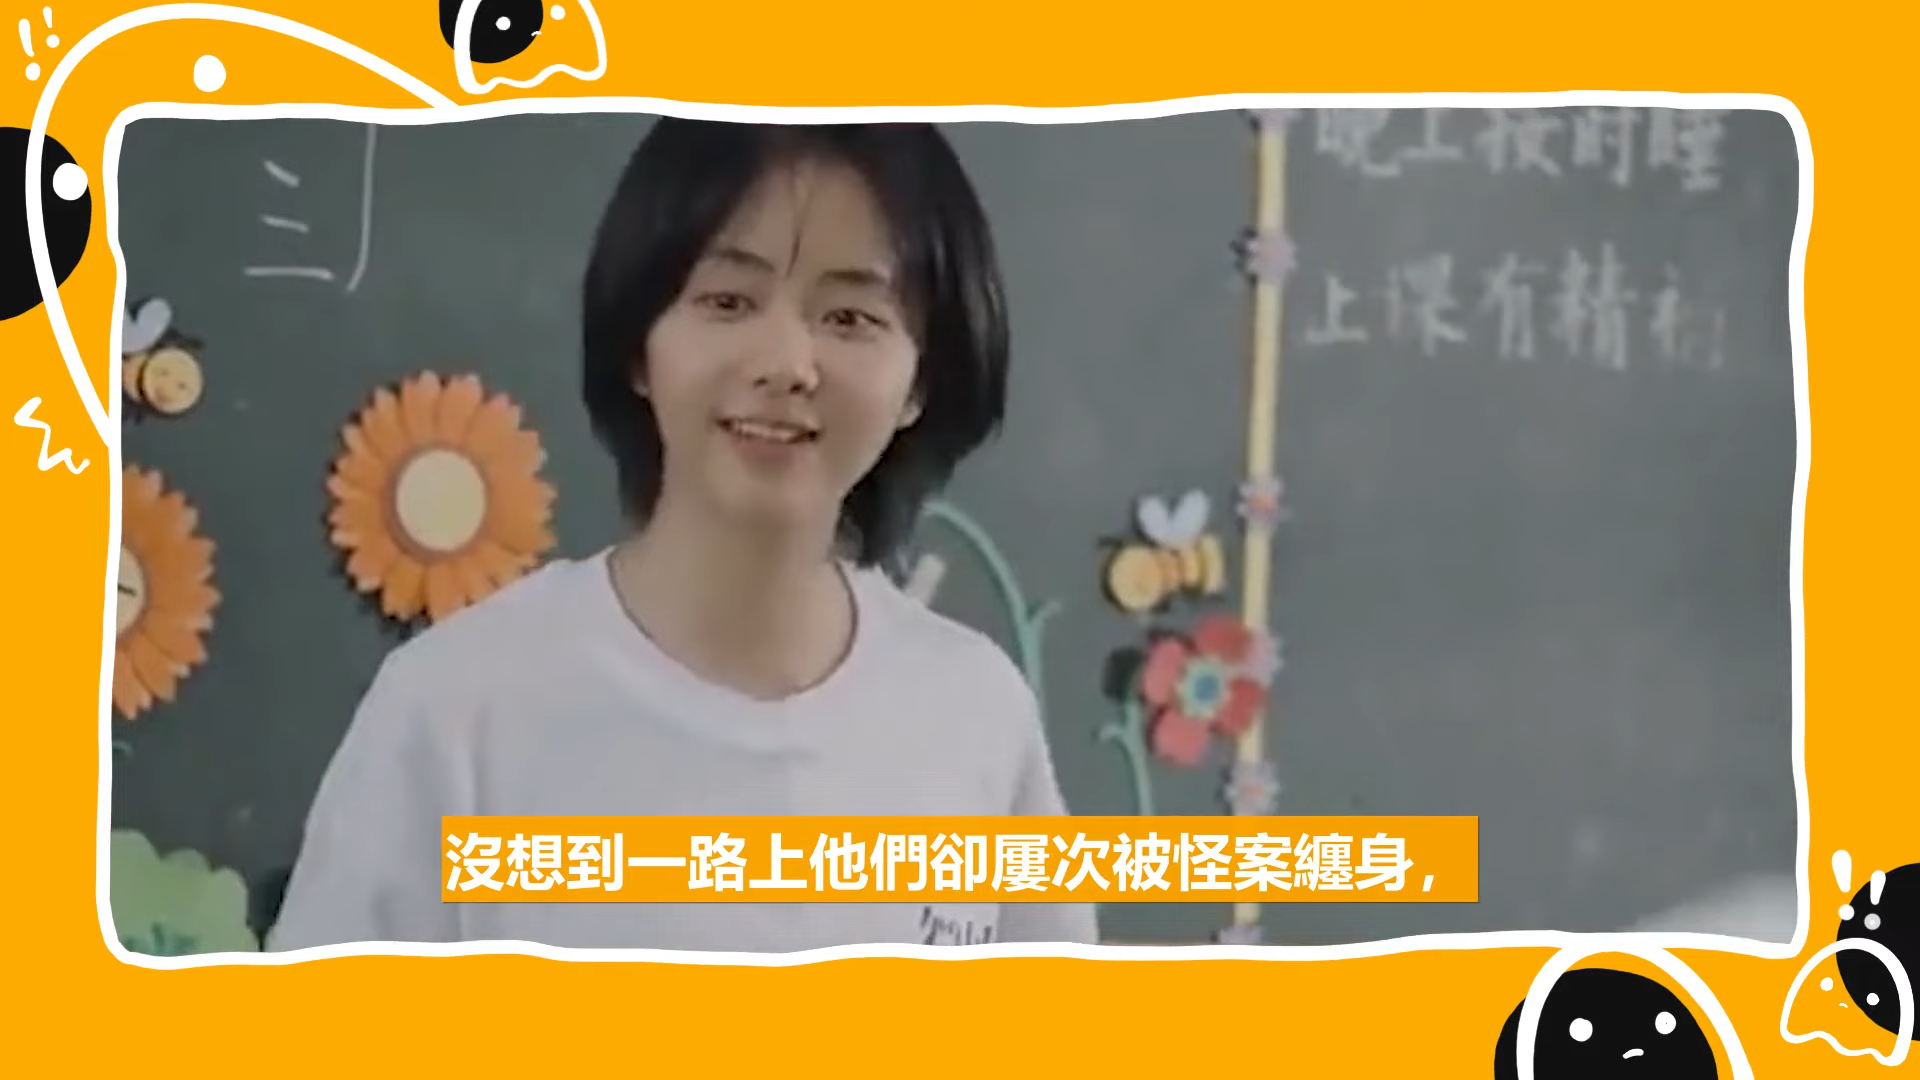 三
晚上按时睡
上课有精神
沒想到一路上他們卻屢次被怪案纏身，